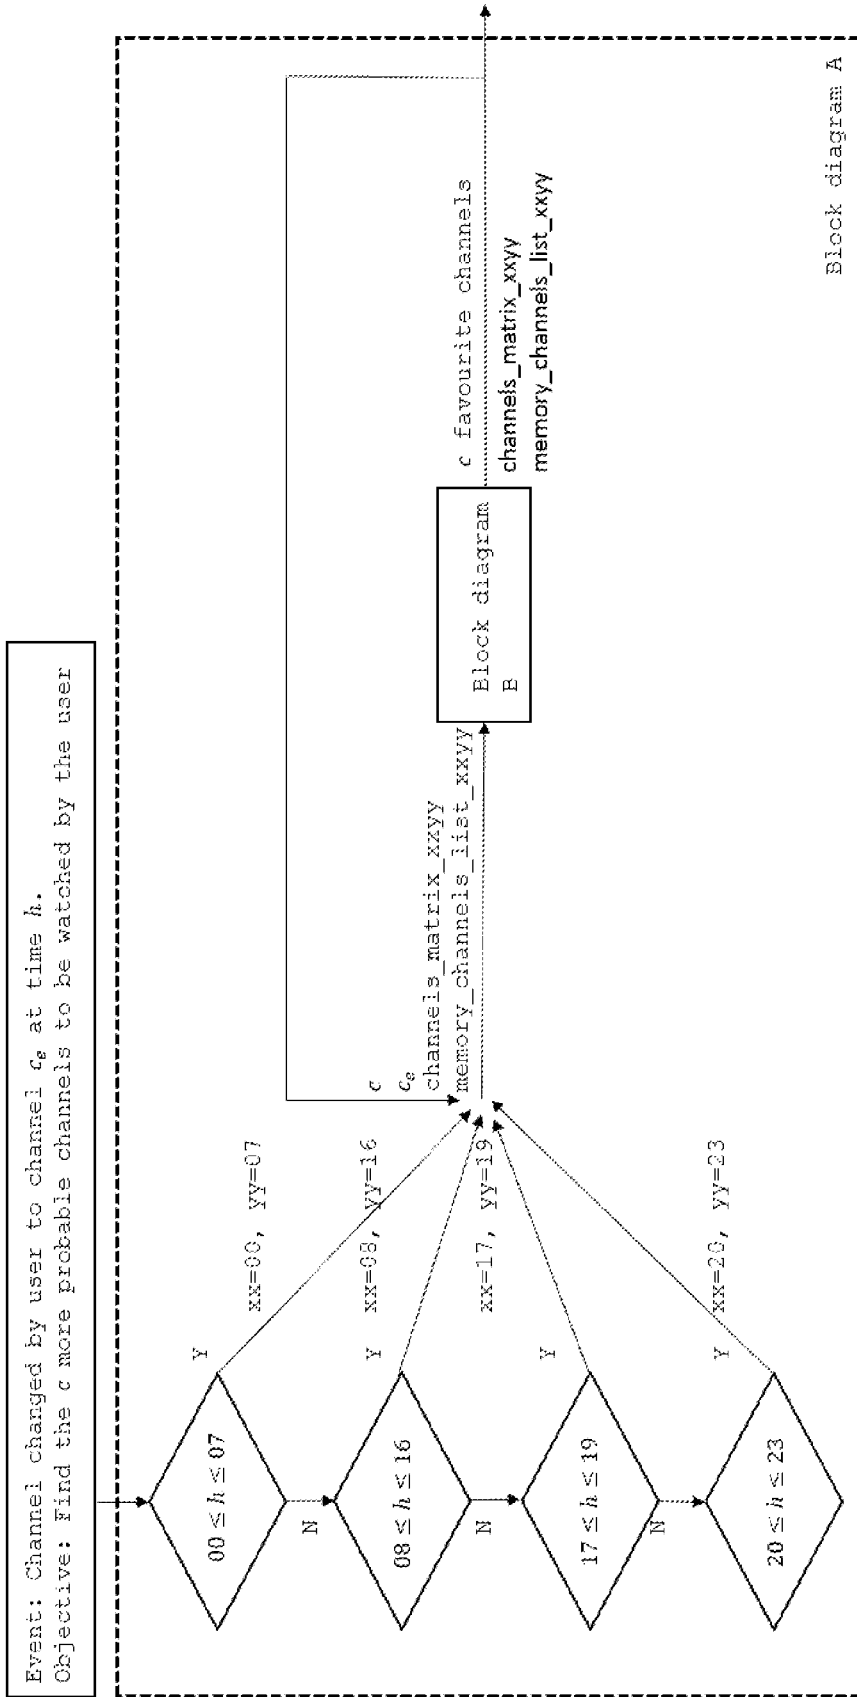 Event: Channel changed by user to channel cₑ at time h.
Objective: Find the c more probable channels to be watched by the user
00 ≤ h ≤ 07
Y
xx=00, yy=07
N
08 ≤ h ≤ 16
Y
xx=08, yy=16
N
17 ≤ h ≤ 19
Y
xx=17, yy=19
N
20 ≤ h ≤ 23
Y
xx=20, yy=23
c
cₑ
channels_matrix_xxyy
memory_channels_list_xxyy
Block diagram
B
c favourite channels
channels_matrix_xxyy
memory_channels_list_xxyy
Block diagram A